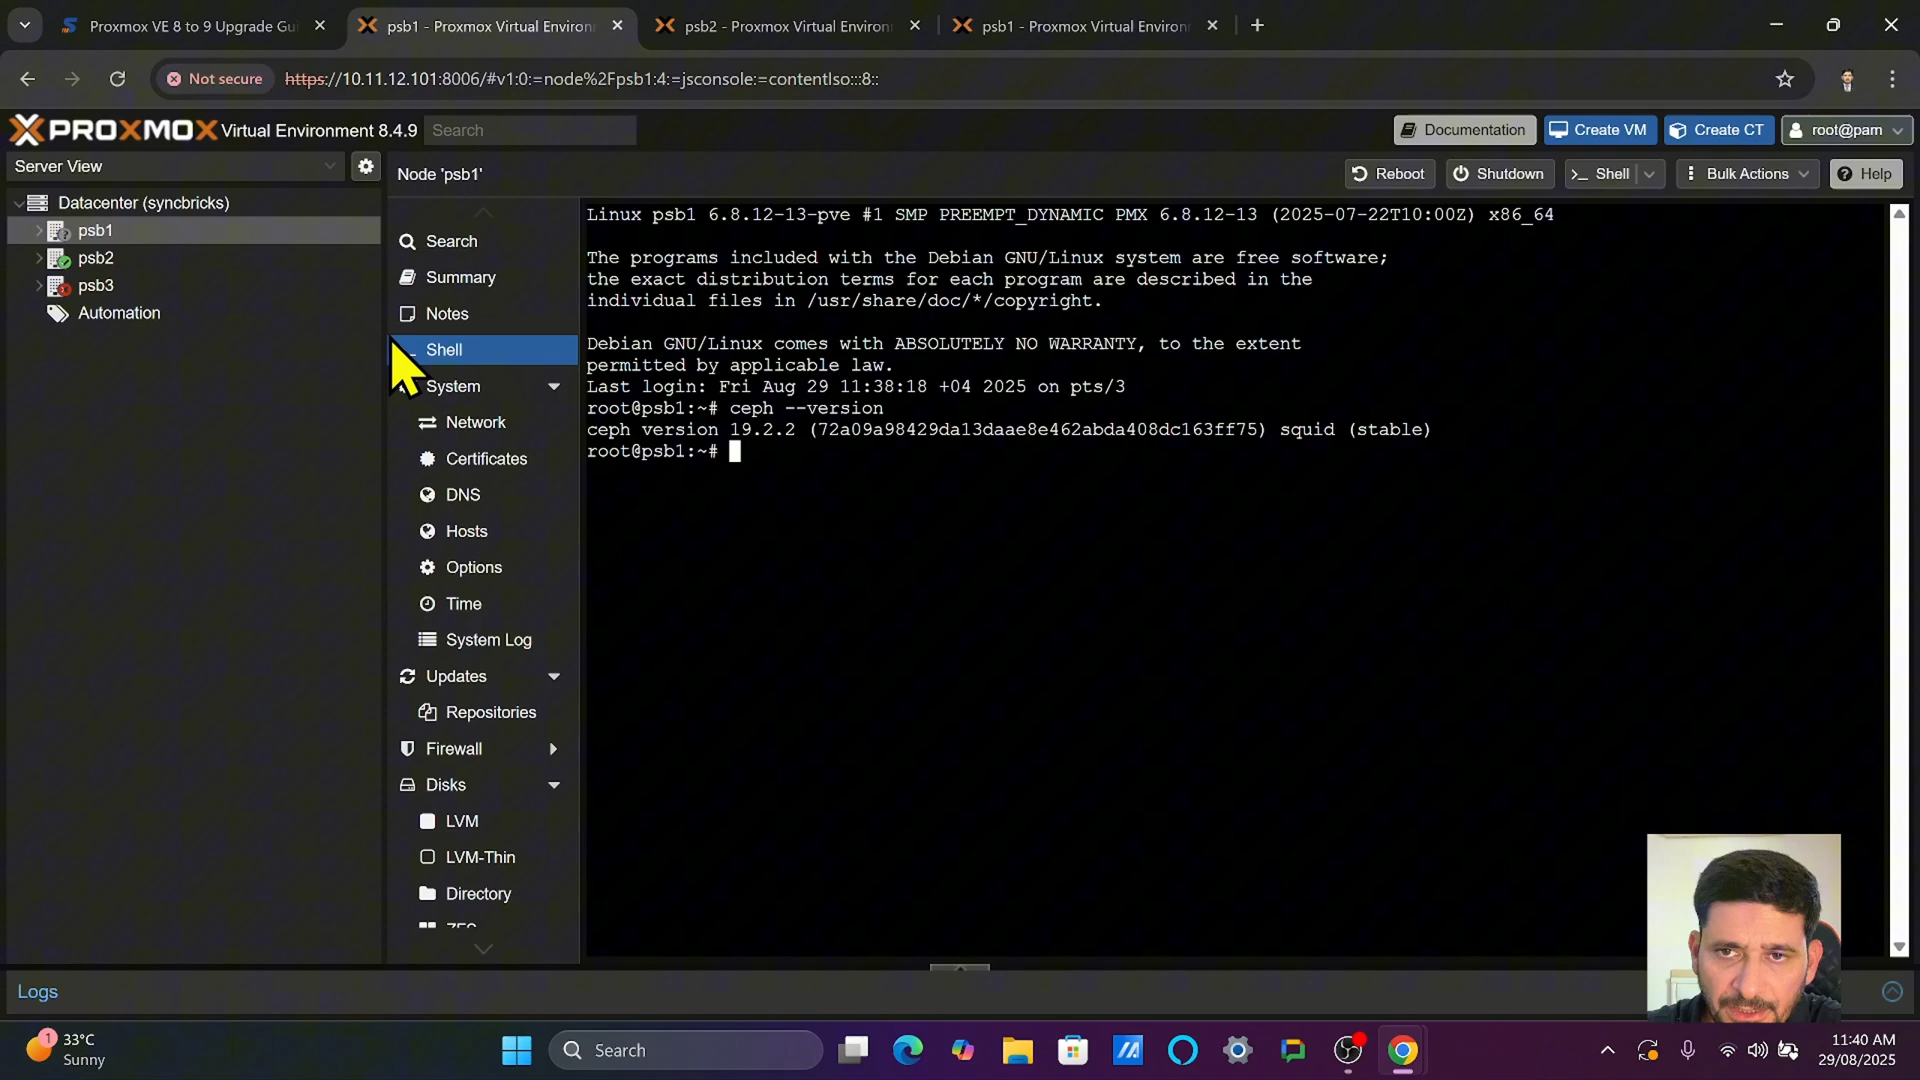 Proxmox VE 8 to 9 Upgrade Gui
psb1 - Proxmox Virtual Environ
psb2 - Proxmox Virtual Environ
psb1 - Proxmox Virtual Environ
Not secure
https://10.11.12.101:8006/#v1:0:=node%2Fpsb1:4:=jsconsole:=contentIso:::8::
PROXMOX Virtual Environment 8.4.9
Search
Documentation
Create VM
Create CT
root@pam
Server View
Node 'psb1'
Reboot
Shutdown
>_ Shell
Bulk Actions
Help
Datacenter (syncbricks)
psb1
psb2
psb3
Automation
Search
Summary
Notes
Shell
System
Network
Certificates
DNS
Hosts
Options
Time
System Log
Updates
Repositories
Firewall
Disks
LVM
LVM-Thin
Directory
ZFS
Linux psb1 6.8.12-13-pve #1 SMP PREEMPT_DYNAMIC PMX 6.8.12-13 (2025-07-22T10:00Z) x86_64
The programs included with the Debian GNU/Linux system are free software;
the exact distribution terms for each program are described in the
individual files in /usr/share/doc/*/copyright.
Debian GNU/Linux comes with ABSOLUTELY NO WARRANTY, to the extent
permitted by applicable law.
Last login: Fri Aug 29 11:38:18 +04 2025 on pts/3
root@psb1:~# ceph --version
ceph version 19.2.2 (72a09a98429da13daae8e462abda408dc163ff75) squid (stable)
root@psb1:~#
Logs
1
33°C
Sunny
Search
11:40 AM
29/08/2025